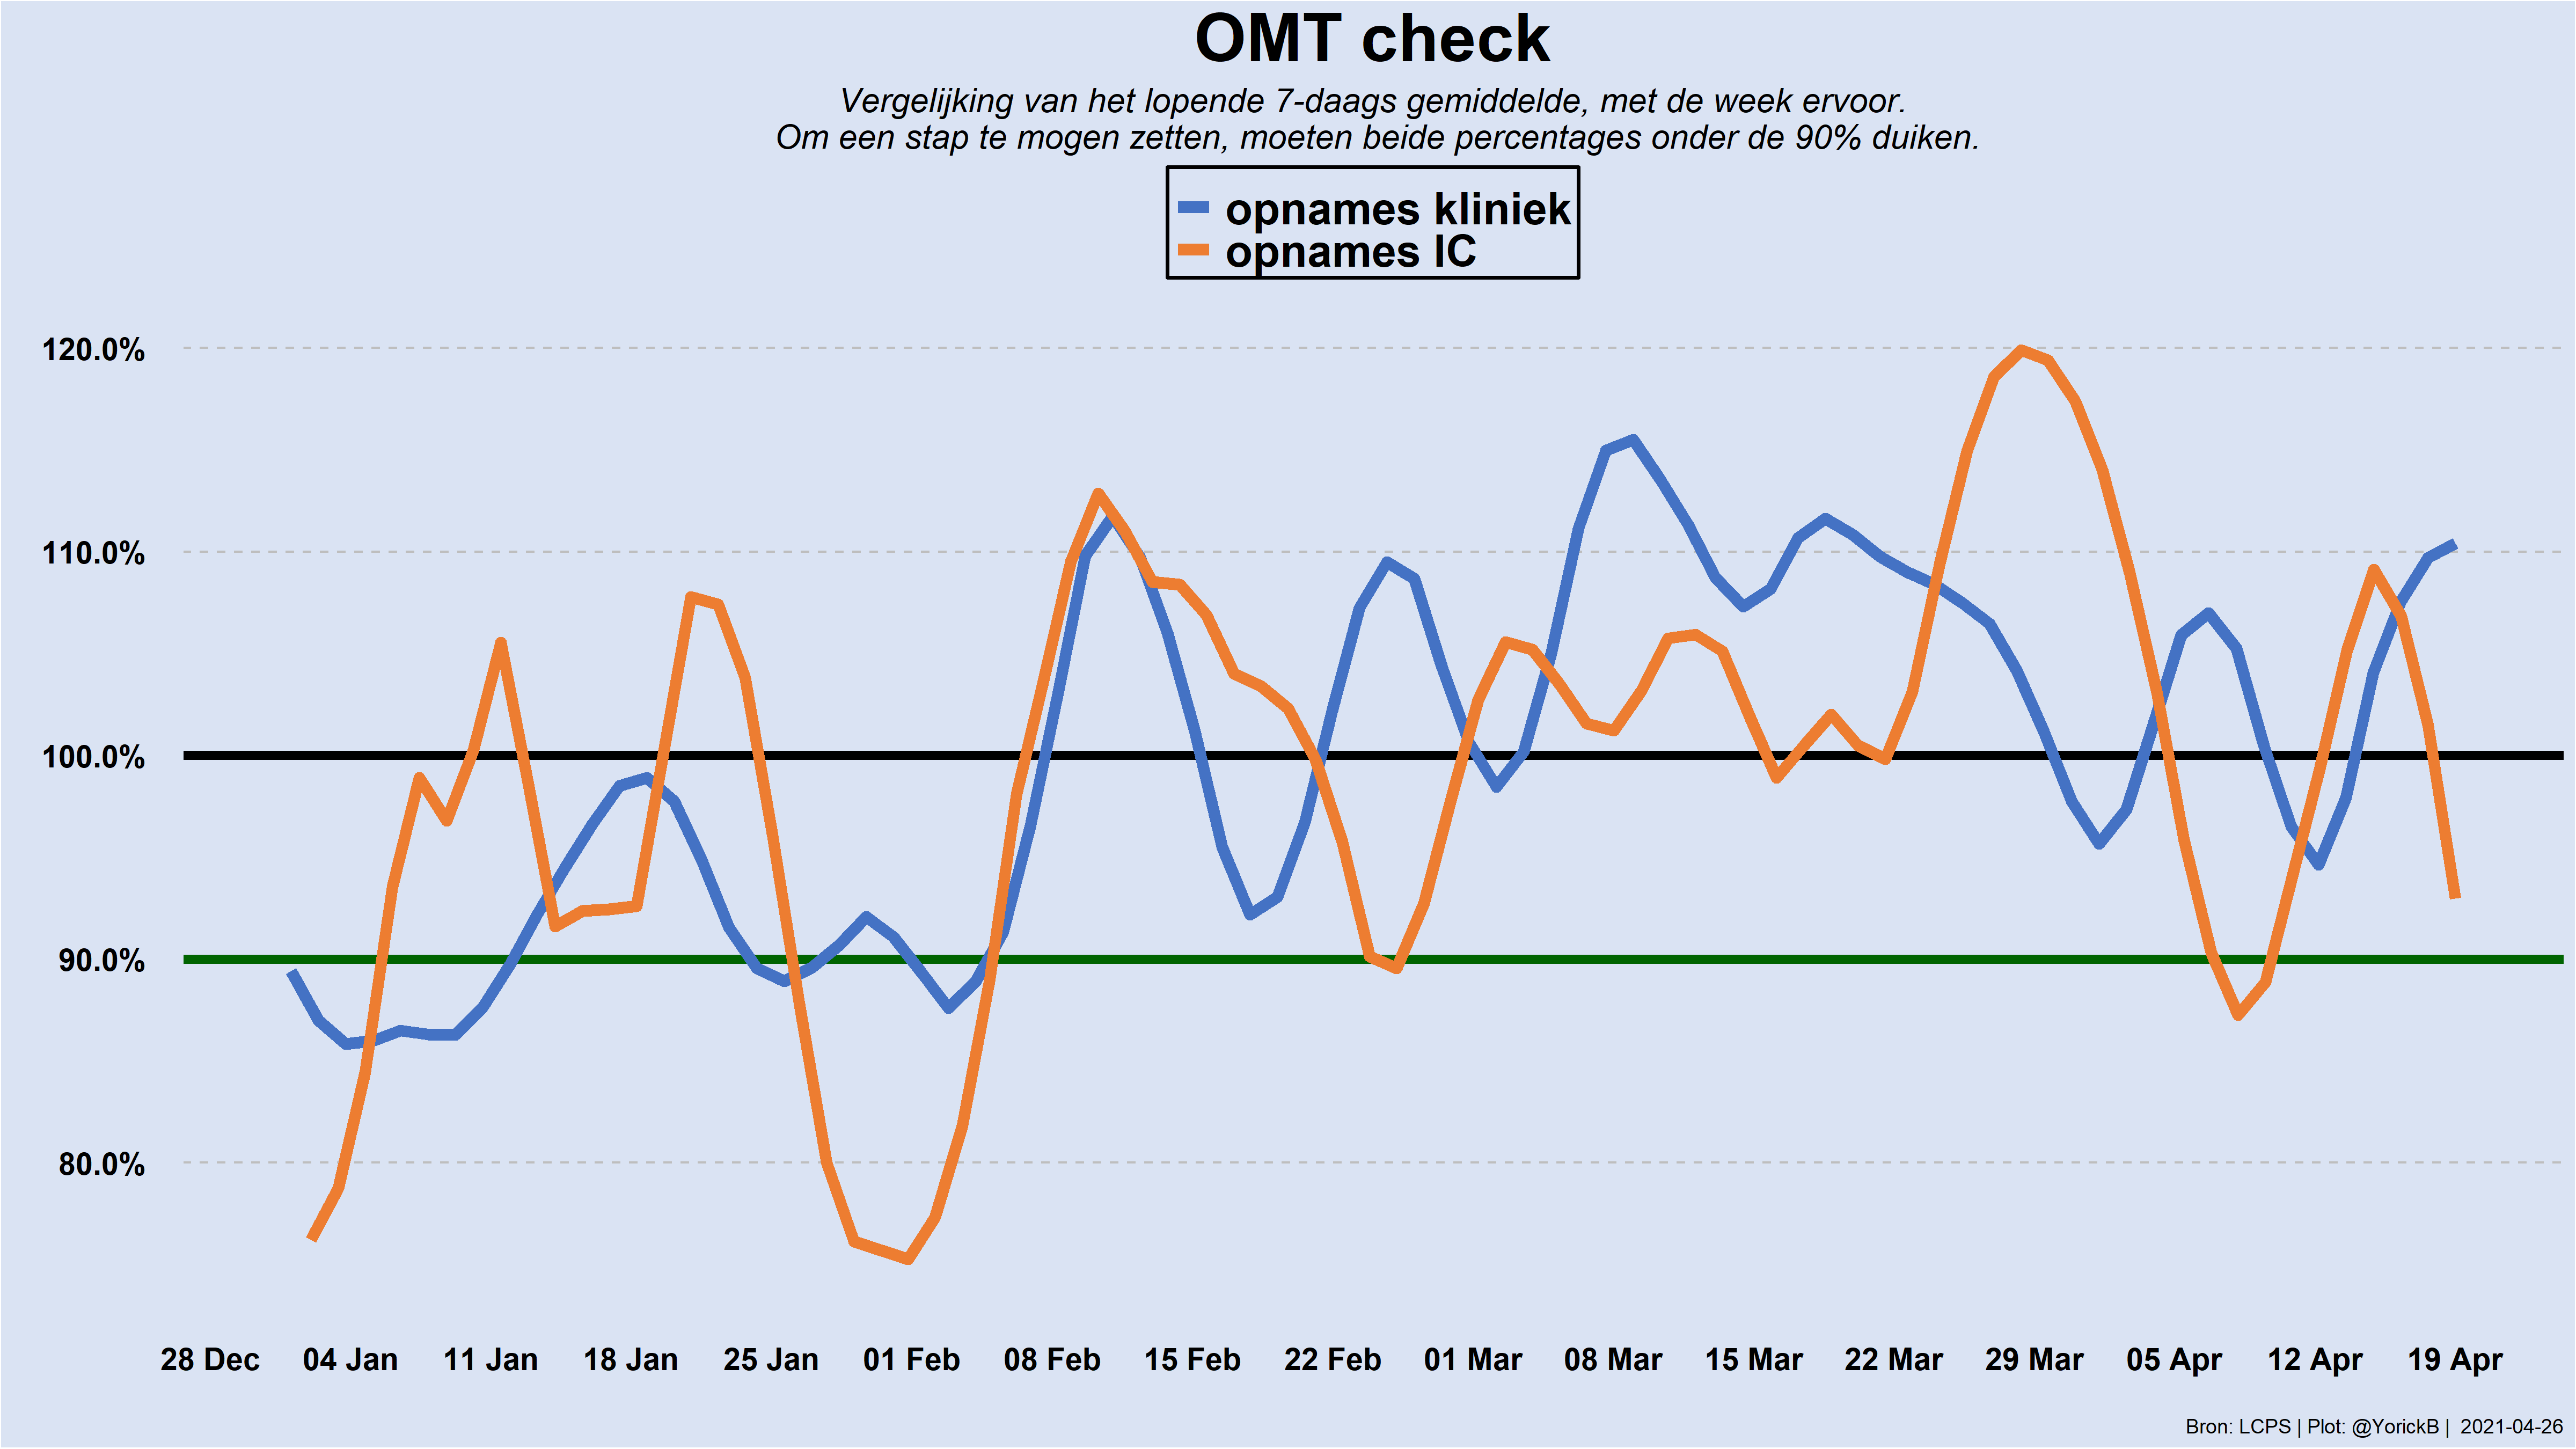 OMT check
Vergelijking van het lopende 7-daags gemiddelde, met de week ervoor.
Om een stap te mogen zetten, moeten beide percentages onder de 90% duiken.
opnames kliniek
opnames IC
120.0%
110.0%
100.0%
90.0%
80.0%
28 Dec 04 Jan 11 Jan 18 Jan 25 Jan 01 Feb 08 Feb 15 Feb 22 Feb 01 Mar 08 Mar 15 Mar 22 Mar 29 Mar 05 Apr 12 Apr 19 Apr
Bron: LCPS | Plot: @YorickB | 2021-04-26